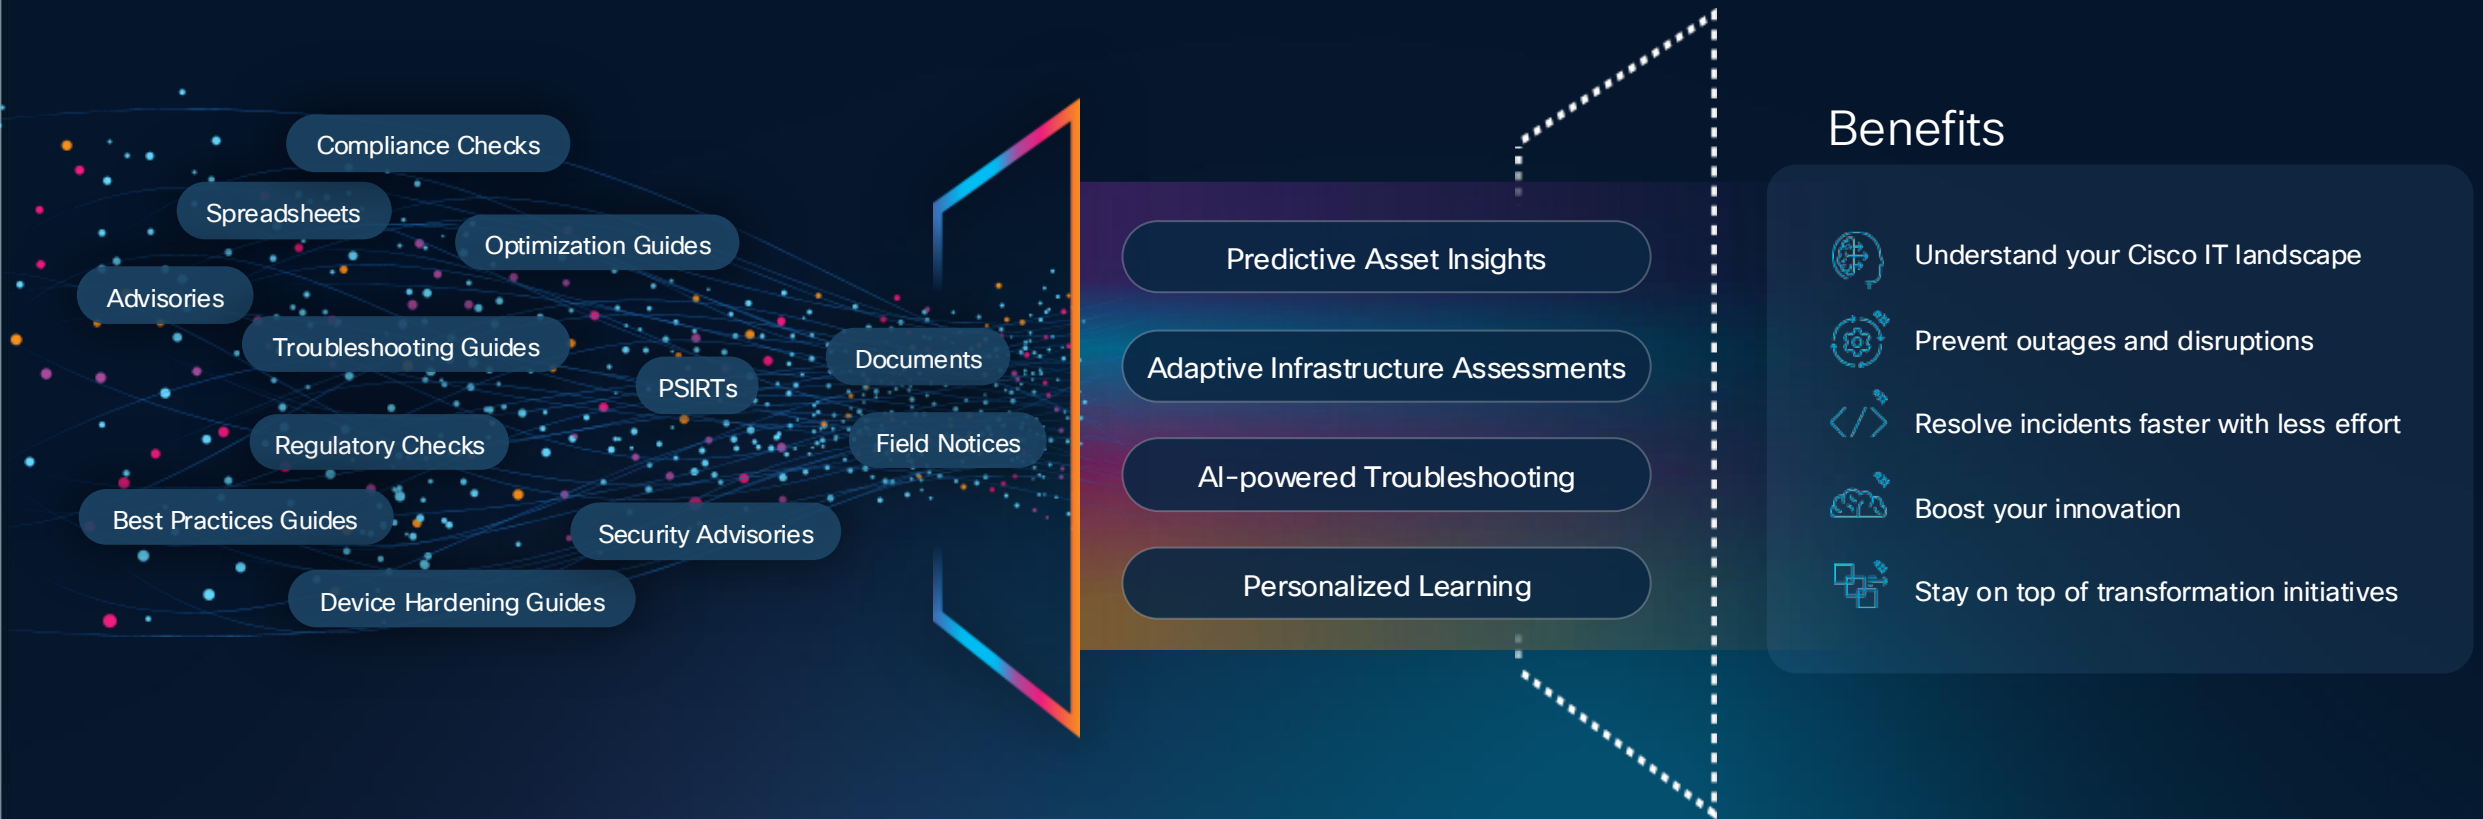 Compliance Checks
Spreadsheets
Optimization Guides
Advisories
Troubleshooting Guides
Documents
PSIRTs
Regulatory Checks
Field Notices
Best Practices Guides
Security Advisories
Device Hardening Guides
Predictive Asset Insights
Adaptive Infrastructure Assessments
AI-powered Troubleshooting
Personalized Learning
Benefits
Understand your Cisco IT landscape
Prevent outages and disruptions
Resolve incidents faster with less effort
Boost your innovation
Stay on top of transformation initiatives